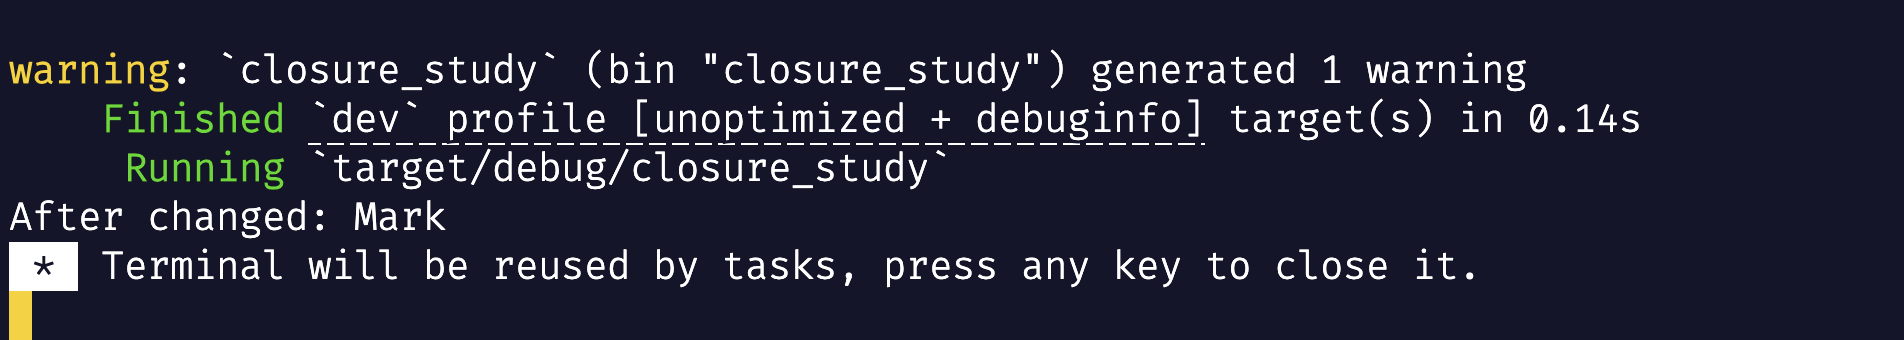 warning: `closure_study` (bin "closure_study") generated 1 warning
Finished `dev` profile [unoptimized + debuginfo] target(s) in 0.14s
Running `target/debug/closure_study`
After changed: Mark
* Terminal will be reused by tasks, press any key to close it.